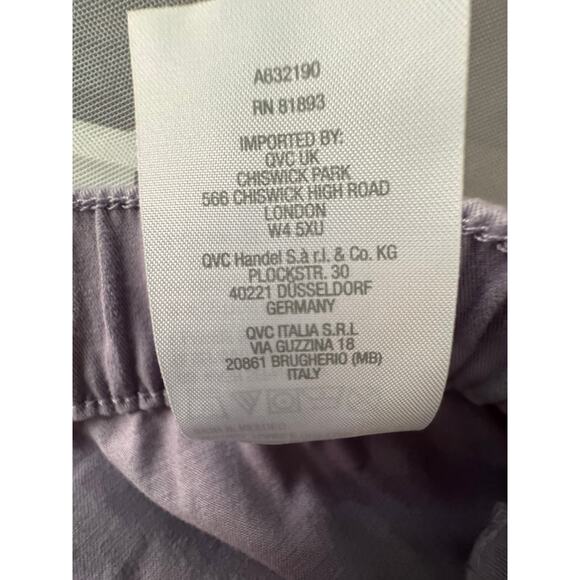 A632190
RN 81893
IMPORTED BY:
QVC UK
CHISWICK PARK
566 CHISWICK HIGH ROAD
LONDON
W4 5XU
QVC Handel S.à r.l. & Co. KG
PLOCKSTR. 30
40221 DÜSSELDORF
GERMANY
QVC ITALIA S.R.L
VIA GUZZINA 18
20861 BRUGHERIO (MB)
ITALY